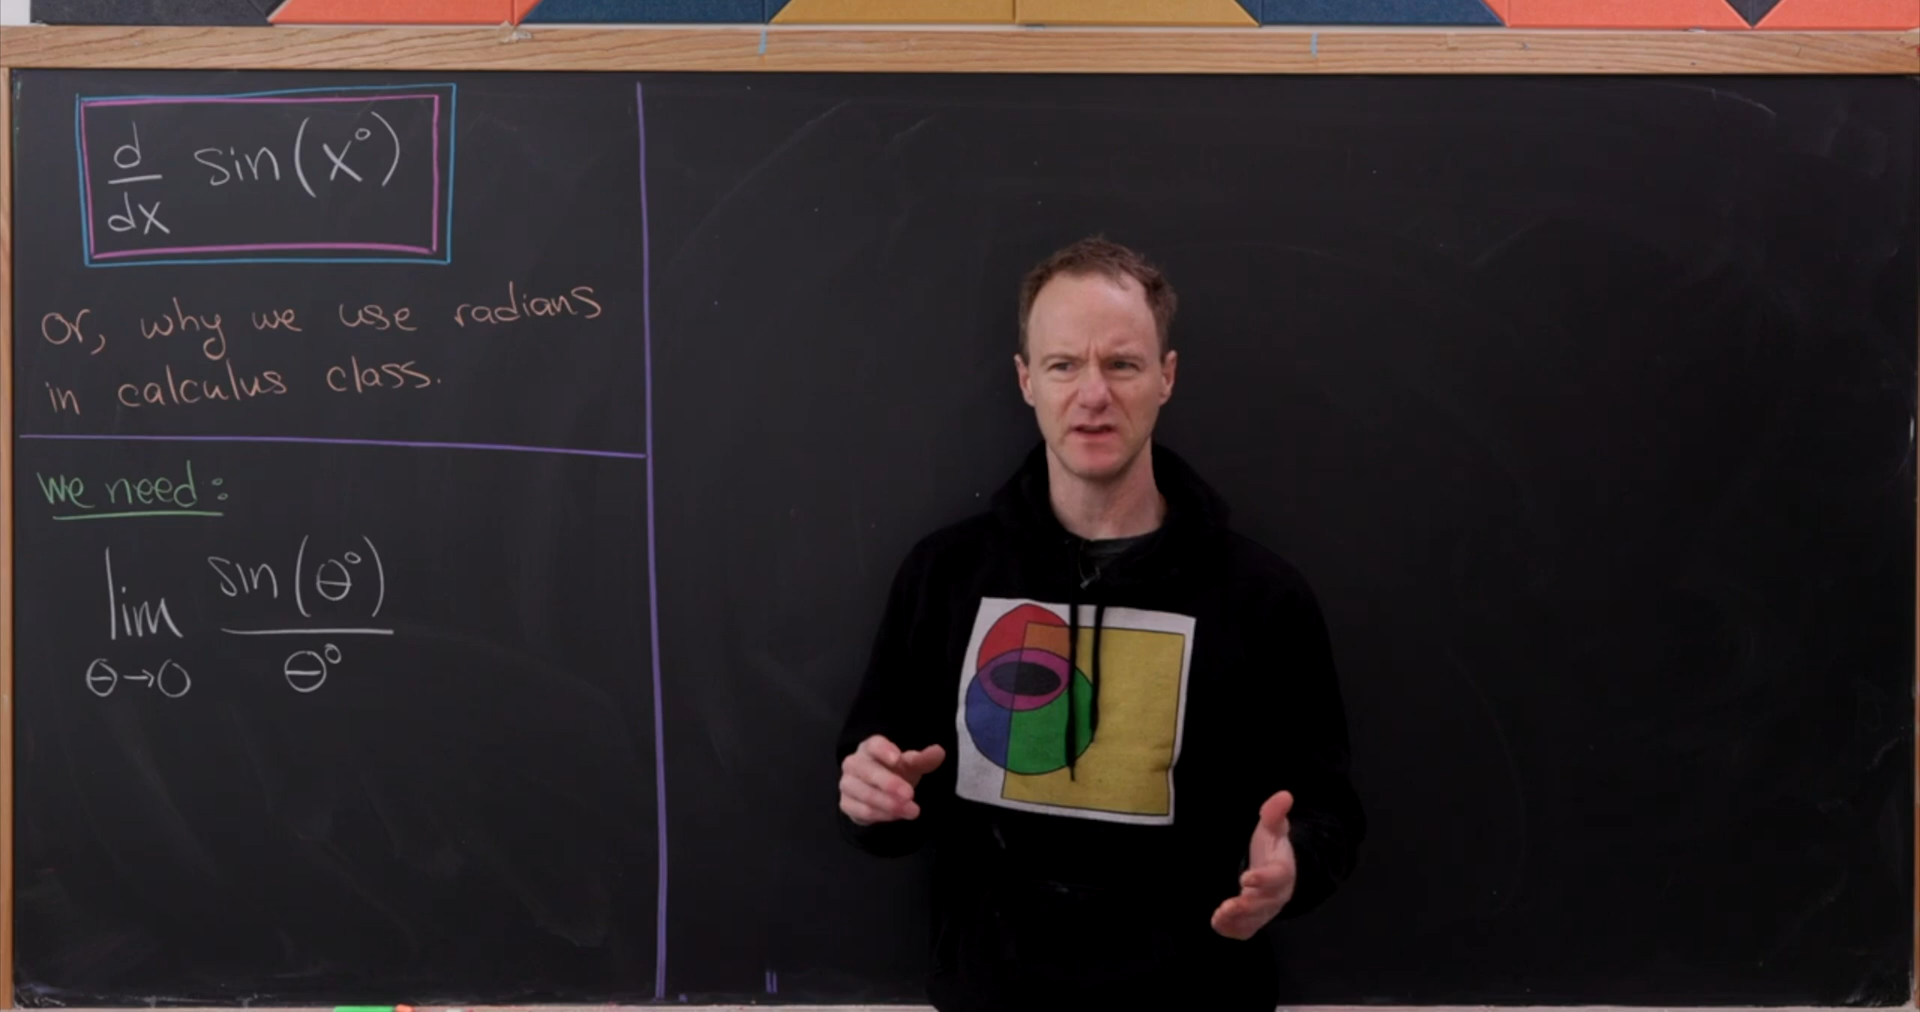 d/dx sin(x°)
or, why we use radians
in calculus class.
we need:
lim θ→0 sin(θ°)/θ°